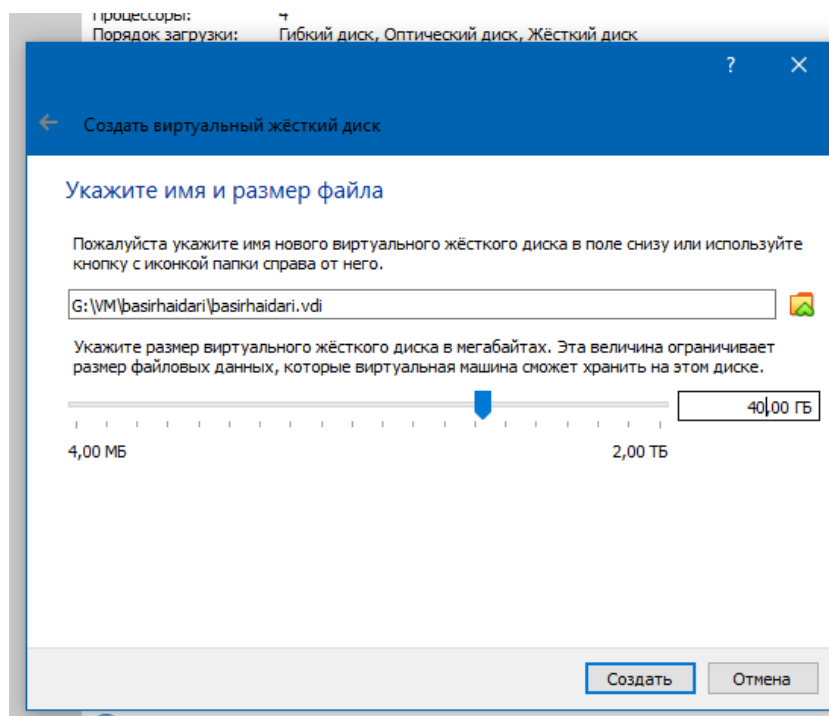 Процессоры: 4
Порядок загрузки: Гибкий диск, Оптический диск, Жёсткий диск
?
Создать виртуальный жёсткий диск
Укажите имя и размер файла
Пожалуйста укажите имя нового виртуального жёсткого диска в поле снизу или используйте
кнопку с иконкой папки справа от него.
G:\VM\basirhaidari\basirhaidari.vdi
Укажите размер виртуального жёсткого диска в мегабайтах. Эта величина ограничивает
размер файловых данных, которые виртуальная машина сможет хранить на этом диске.
40,00 ГБ
4,00 МБ 2,00 ТБ
Создать Отмена